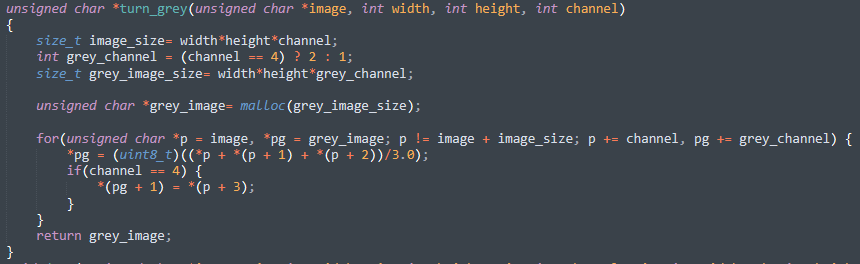 unsigned char *turn_grey(unsigned char *image, int width, int height, int channel)
{
    size_t image_size= width*height*channel;
    int grey_channel = (channel == 4) ? 2 : 1;
    size_t grey_image_size= width*height*grey_channel;

    unsigned char *grey_image= malloc(grey_image_size);

    for(unsigned char *p = image, *pg = grey_image; p != image + image_size; p += channel, pg += grey_channel) {
        *pg = (uint8_t)((*p + *(p + 1) + *(p + 2))/3.0);
        if(channel == 4) {
            *(pg + 1) = *(p + 3);
        }
    }
    return grey_image;
}